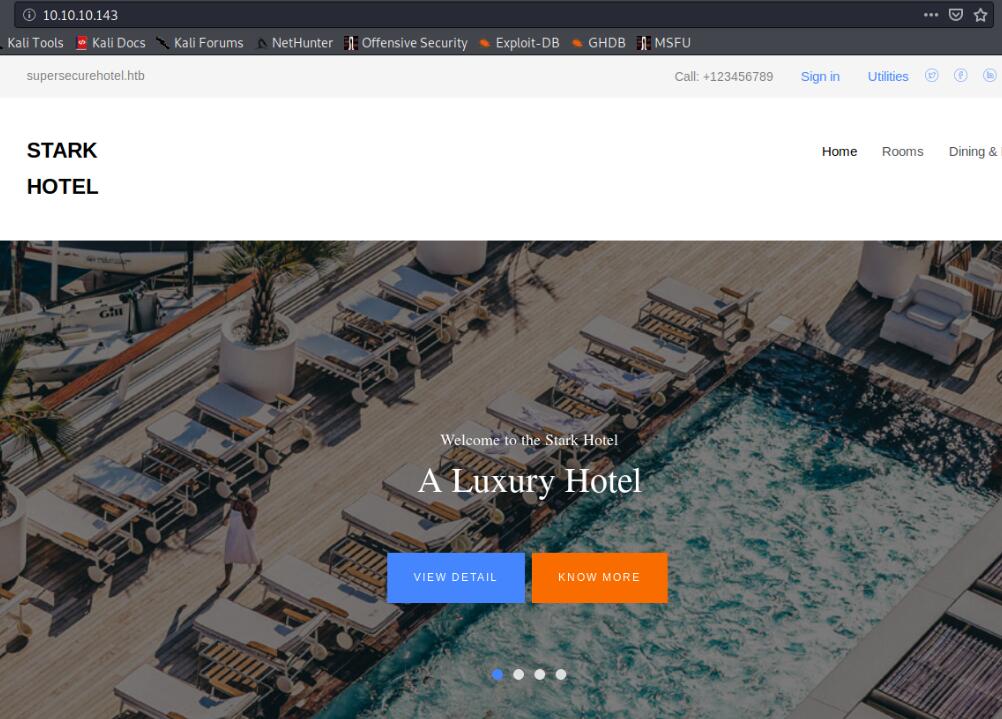 10.10.10.143
Kali Tools Kali Docs Kali Forums NetHunter Offensive Security Exploit-DB GHDB MSFU
supersecurehotel.htb Call: +123456789 Sign in Utilities
STARK
HOTEL
Home Rooms Dining &
Gill
Welcome to the Stark Hotel
A Luxury Hotel
VIEW DETAIL KNOW MORE